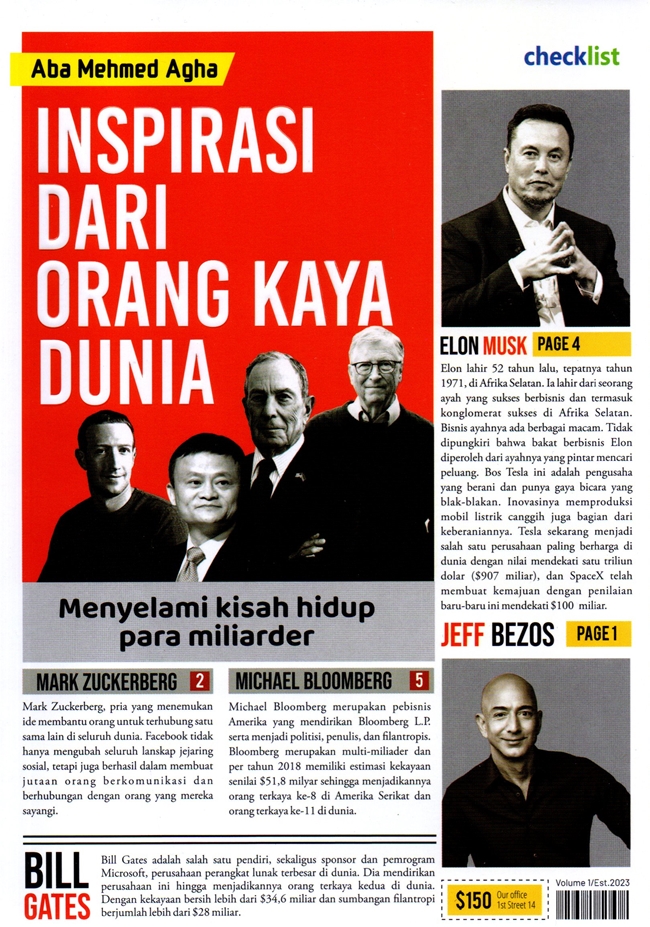 Aba Mehmed Agha
checklist
INSPIRASI
DARI
ORANG KAYA
DUNIA
Menyelami kisah hidup
para miliarder
ELON MUSK PAGE 4
Elon lahir 52 tahun lalu, tepatnya tahun
1971, di Afrika Selatan. Ia lahir dari seorang
ayah yang sukses berbisnis dan termasuk
konglomerat sukses di Afrika Selatan.
Bisnis ayahnya ada berbagai macam. Tidak
dipungkiri bahwa bakat berbisnis Elon
diperoleh dari ayahnya yang pintar mencari
peluang. Bos Tesla ini adalah pengusaha
yang berani dan punya gaya bicara yang
blak-blakan. Inovasinya memproduksi
mobil listrik canggih juga bagian dari
keberaniannya. Tesla sekarang menjadi
salah satu perusahaan paling berharga di
dunia dengan nilai mendekati satu triliun
dolar ($907 miliar), dan SpaceX telah
membuat kemajuan dengan penilaian
baru-baru ini mendekati $100 miliar.
JEFF BEZOS PAGE 1
MARK ZUCKERBERG 2
Mark Zuckerberg, pria yang menemukan
ide membantu orang untuk terhubung satu
sama lain di seluruh dunia. Facebook tidak
hanya mengubah seluruh lanskap jejaring
sosial, tetapi juga berhasil dalam membuat
jutaan orang berkomunikasi dan
berhubungan dengan orang yang mereka
sayangi.
MICHAEL BLOOMBERG 5
Michael Bloomberg merupakan pebisnis
Amerika yang mendirikan Bloomberg L.P.
serta menjadi politisi, penulis, dan filantropis.
Bloomberg merupakan multi-miliader dan
per tahun 2018 memiliki estimasi kekayaan
senilai $51,8 milyar sehingga menjadikannya
orang terkaya ke-8 di Amerika Serikat dan
orang terkaya ke-11 di dunia.
BILL
GATES
Bill Gates adalah salah satu pendiri, sekaligus sponsor dan pemrogram
Microsoft, perusahaan perangkat lunak terbesar di dunia. Dia mendirikan
perusahaan ini hingga menjadikannya orang terkaya kedua di dunia.
Dengan kekayaan bersih lebih dari $34,6 miliar dan sumbangan filantropi
berjumlah lebih dari $28 miliar.
$150 Our office
1st Street 14
Volume 1/Est.2023